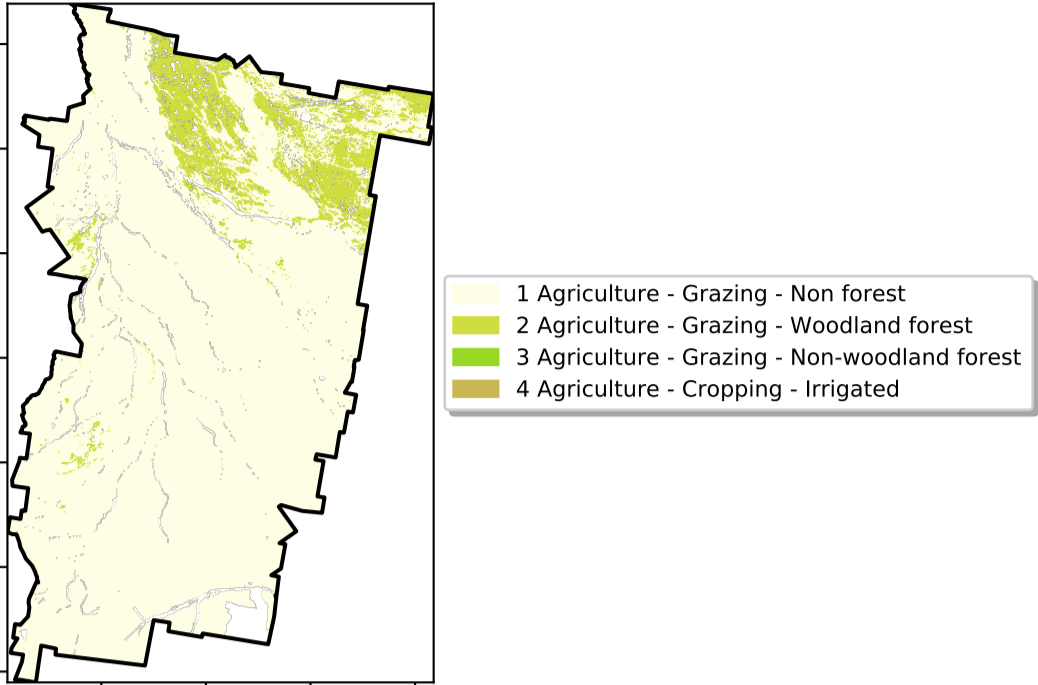 1 Agriculture - Grazing - Non forest
2 Agriculture - Grazing - Woodland forest
3 Agriculture - Grazing - Non-woodland forest
4 Agriculture - Cropping - Irrigated